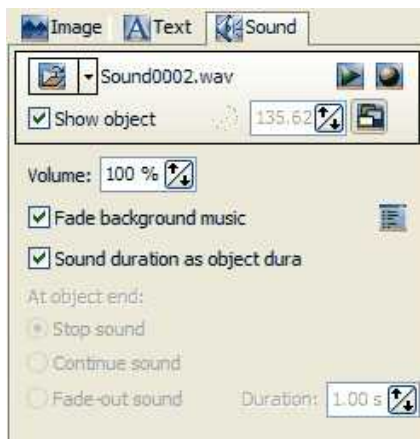 Image Text Sound
Sound0002.wav
Show object 135.62
Volume: 100 %
Fade background music
Sound duration as object dura
At object end:
Stop sound
Continue sound
Fade-out sound Duration: 1.00 s